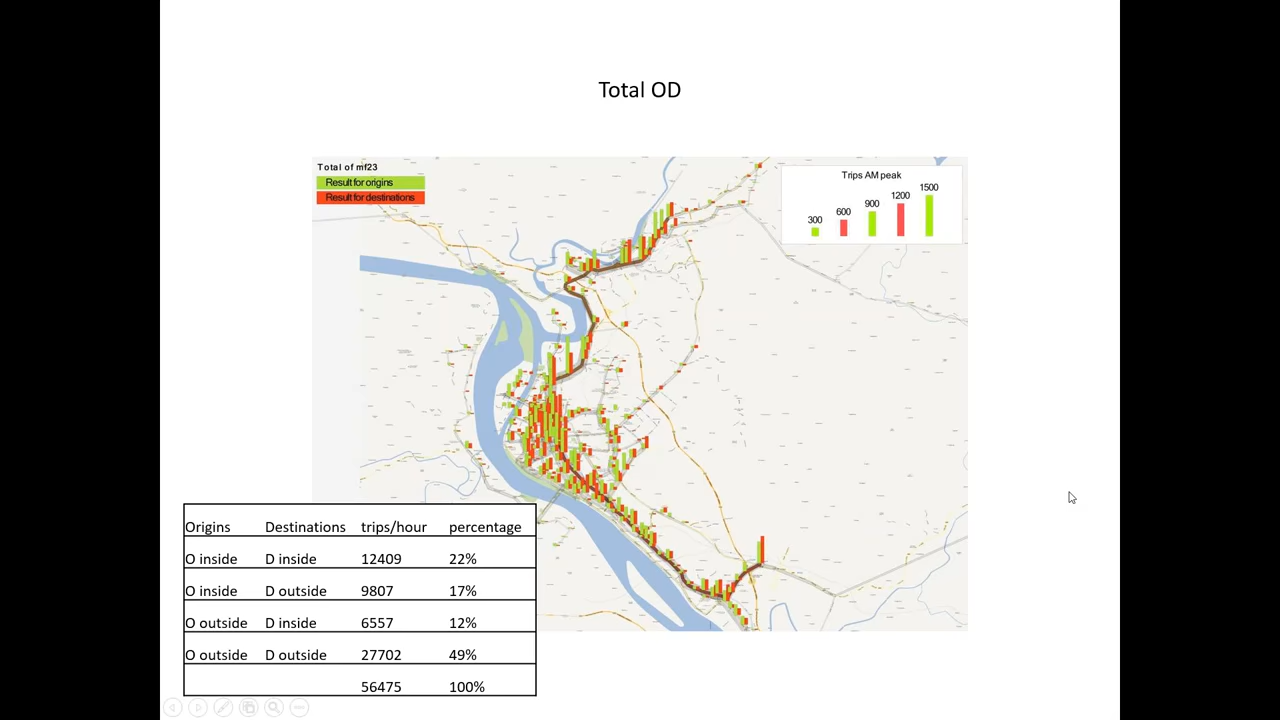 Total OD
Total of mf23
Result for origins
Result for destinations
Trips AM peak
300 600 900 1200 1500
Origins Destinations trips/hour percentage
O inside D inside 12409 22%
O inside D outside 9807 17%
O outside D inside 6557 12%
O outside D outside 27702 49%
56475 100%